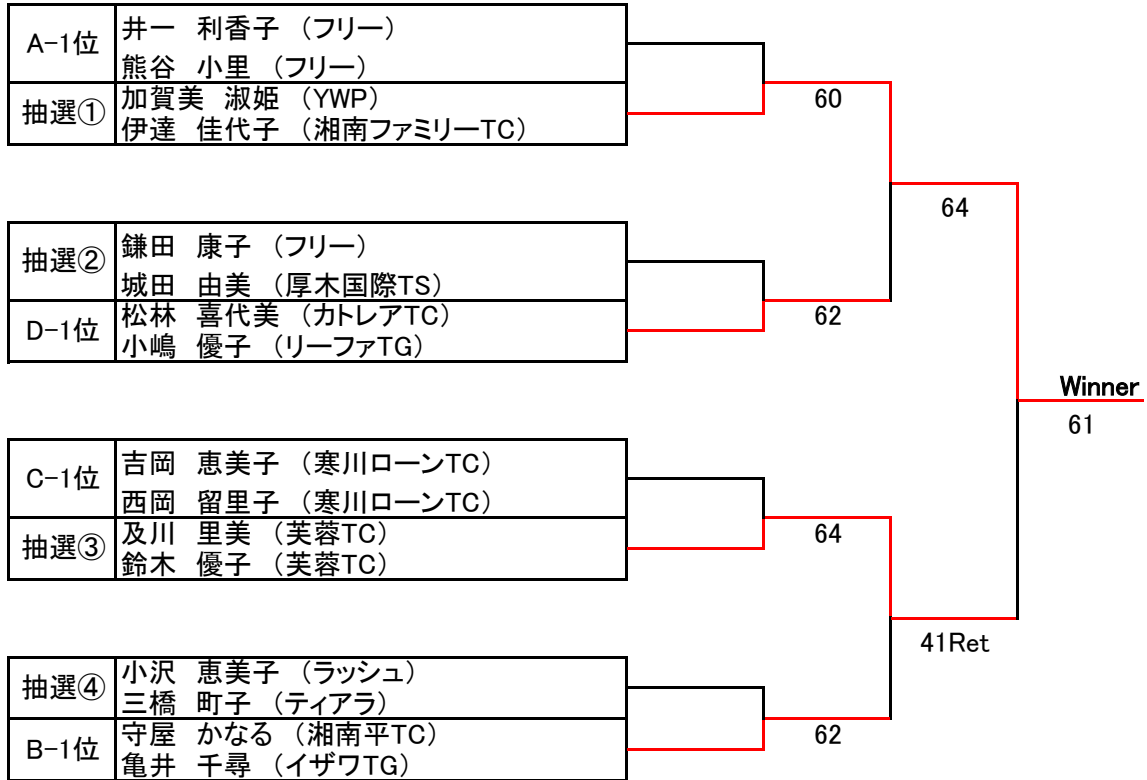 A-1位
井一 利香子 （フリー）
熊谷 小里 （フリー）
抽選①
加賀美 淑姫 （YWP）
伊達 佳代子 （湘南ファミリーTC）
60
64
抽選②
鎌田 康子 （フリー）
城田 由美 （厚木国際TS）
D-1位
松林 喜代美 （カトレアTC）
小嶋 優子 （リーファTG）
62
Winner
61
C-1位
吉岡 恵美子 （寒川ローンTC）
西岡 留里子 （寒川ローンTC）
抽選③
及川 里美 （芙蓉TC）
鈴木 優子 （芙蓉TC）
64
41Ret
抽選④
小沢 恵美子 （ラッシュ）
三橋 町子 （ティアラ）
B-1位
守屋 かなる （湘南平TC）
亀井 千尋 （イザワTG）
62